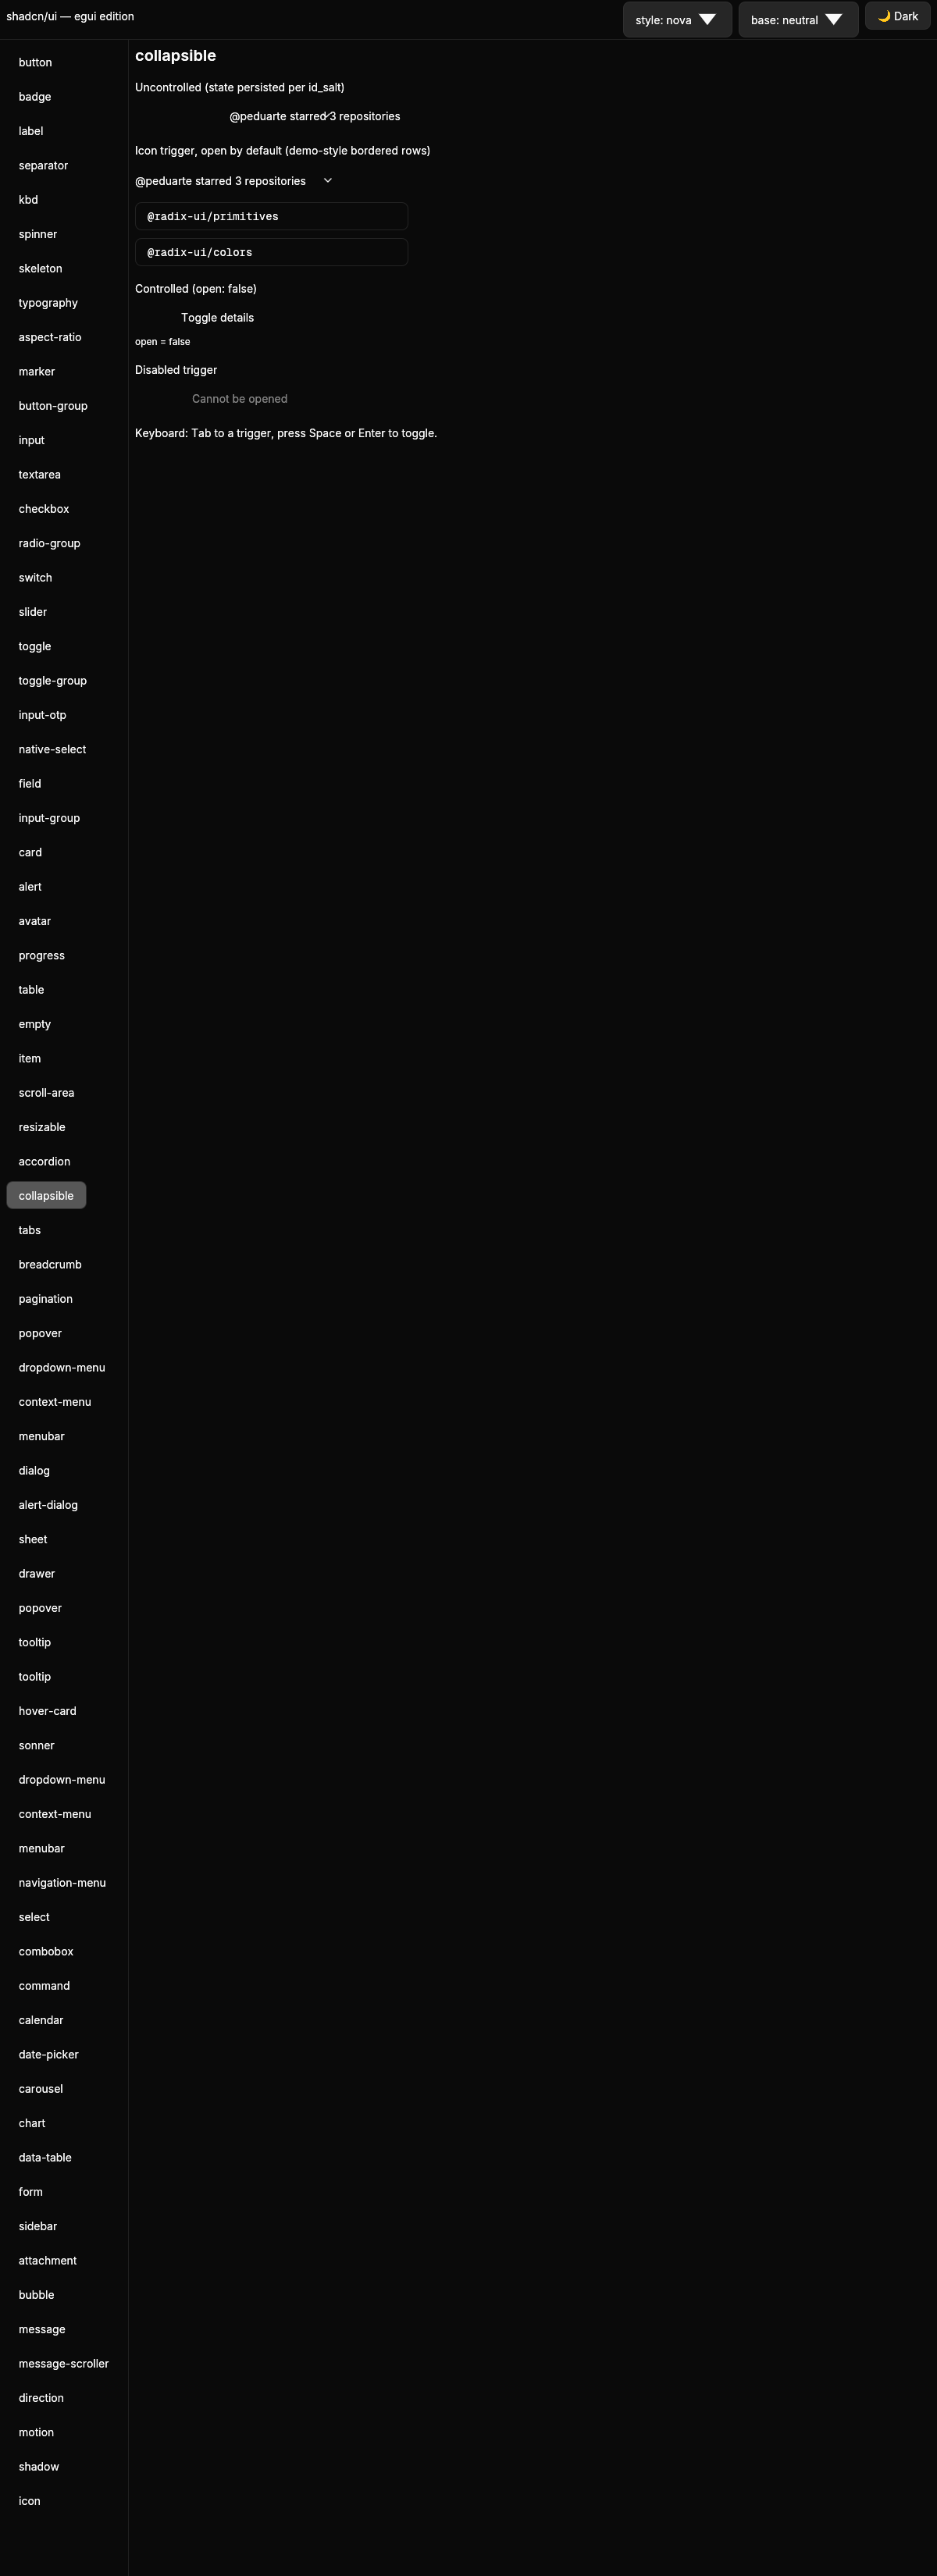 shadcn/ui — egui edition
style: nova
base: neutral
🌙 Dark
button
badge
label
separator
kbd
spinner
skeleton
typography
aspect-ratio
marker
button-group
input
textarea
checkbox
radio-group
switch
slider
toggle
toggle-group
input-otp
native-select
field
input-group
card
alert
avatar
progress
table
empty
item
scroll-area
resizable
accordion
collapsible
tabs
breadcrumb
pagination
popover
dropdown-menu
context-menu
menubar
dialog
alert-dialog
sheet
drawer
popover
tooltip
tooltip
hover-card
sonner
dropdown-menu
context-menu
menubar
navigation-menu
select
combobox
command
calendar
date-picker
carousel
chart
data-table
form
sidebar
attachment
bubble
message
message-scroller
direction
motion
shadow
icon
collapsible
Uncontrolled (state persisted per id_salt)
@peduarte starred 3 repositories
Icon trigger, open by default (demo-style bordered rows)
@peduarte starred 3 repositories
@radix-ui/primitives
@radix-ui/colors
Controlled (open: false)
Toggle details
open = false
Disabled trigger
Cannot be opened
Keyboard: Tab to a trigger, press Space or Enter to toggle.